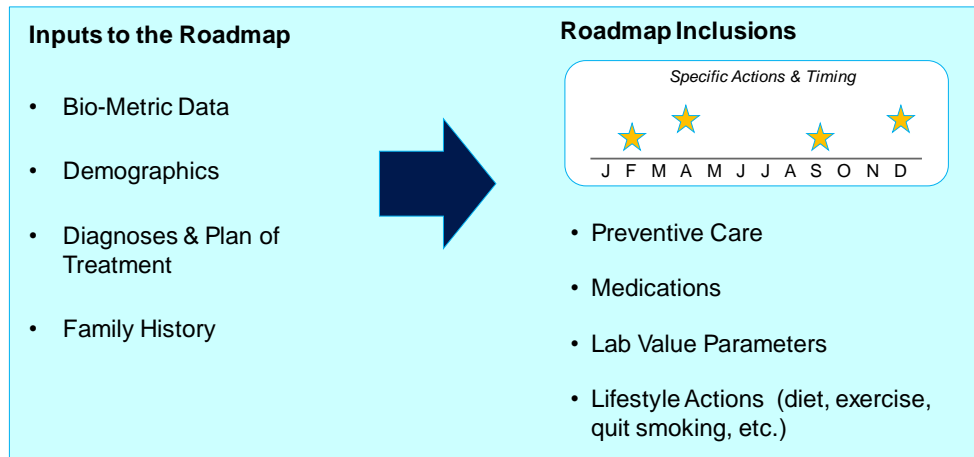 Inputs to the Roadmap
• Bio-Metric Data
• Demographics
• Diagnoses & Plan of
Treatment
• Family History
Roadmap Inclusions
Specific Actions & Timing
J F M A M J J A S O N D
• Preventive Care
• Medications
• Lab Value Parameters
• Lifestyle Actions (diet, exercise,
quit smoking, etc.)